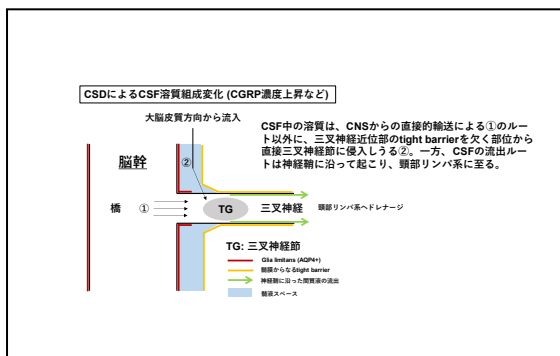 CSDによるCSF溶質組成変化 (CGRP濃度上昇など)
大脳皮質方向から流入
CSF中の溶質は、CNSからの直接的輸送による①のルー
ト以外に、三叉神経近位部のtight barrierを欠く部位から
直接三叉神経節に侵入しうる②。一方、CSFの流出ルー
トは神経鞘に沿って起こり、頸部リンパ系に至る。
脳幹
②
橋
①
TG
三叉神経
頸部リンパ系へドレナージ
TG: 三叉神経節
Glia limitans (AQP4+)
髄膜からなるtight barrier
神経鞘に沿った間質液の流出
髄液スペース